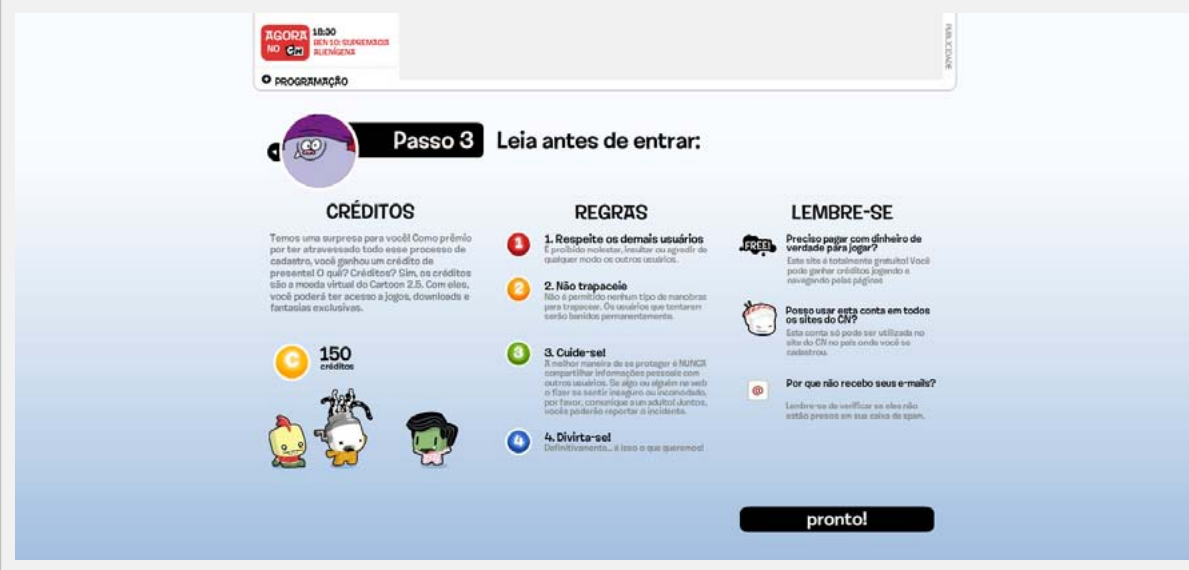 AGORA
NO CN
18:30
BEN 10: SUPREMACIA
ALIENÍGENA
PROGRAMAÇÃO
PUBLICIDADE
Passo 3
Leia antes de entrar:
CRÉDITOS
Temos uma surpresa para você! Como prêmio
por ter atravessado todo esse processo de
cadastro, você ganhou um crédito de
presente! O quê? Créditos? Sim, os créditos
são a moeda virtual do Cartoon 2.5. Com eles,
você poderá ter acesso a jogos, downloads e
fantasias exclusivas.
C
150
créditos
REGRAS
1
1. Respeite os demais usuários
É proibido molestar, insultar ou agredir de
qualquer modo os outros usuários.
2
2. Não trapaceie
Não é permitido nenhum tipo de manobras
para trapacear. Os usuários que tentarem
serão banidos permanentemente.
3
3. Cuide-se!
A melhor maneira de se proteger é NUNCA
compartilhar informações pessoais com
outros usuários. Se algo ou alguém na web
o fizer se sentir inseguro ou incomodado,
por favor, comunique a um adulto! Juntos,
vocês poderão reportar o incidente.
4
4. Divirta-se!
Definitivamente... é isso o que queremos!
LEMBRE-SE
FREE!
Preciso pagar com dinheiro de
verdade para jogar?
Este site é totalmente gratuito! Você
pode ganhar créditos jogando e
navegando pelas páginas
Posso usar esta conta em todos
os sites do CN?
Esta conta só pode ser utilizada no
site do CN no país onde você se
cadastrou.
@
Por que não recebo seus e-mails?
Lembre-se de verificar se eles não
estão presos em sua caixa de spam.
pronto!